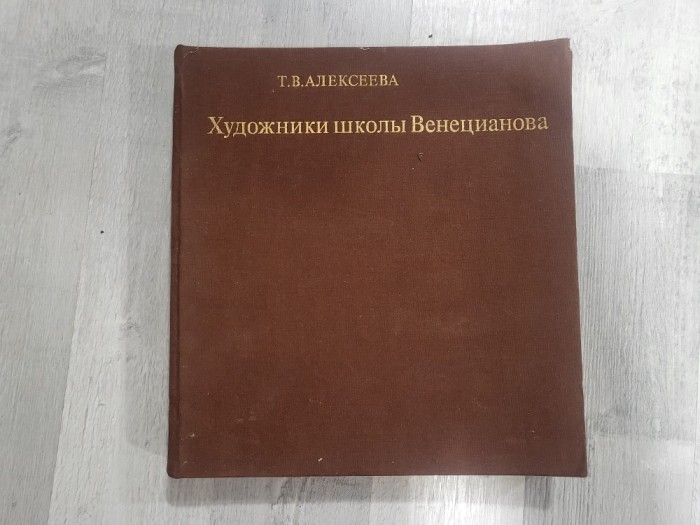 Т.В.АЛЕКСЕЕВА
Художники школы Венецианова